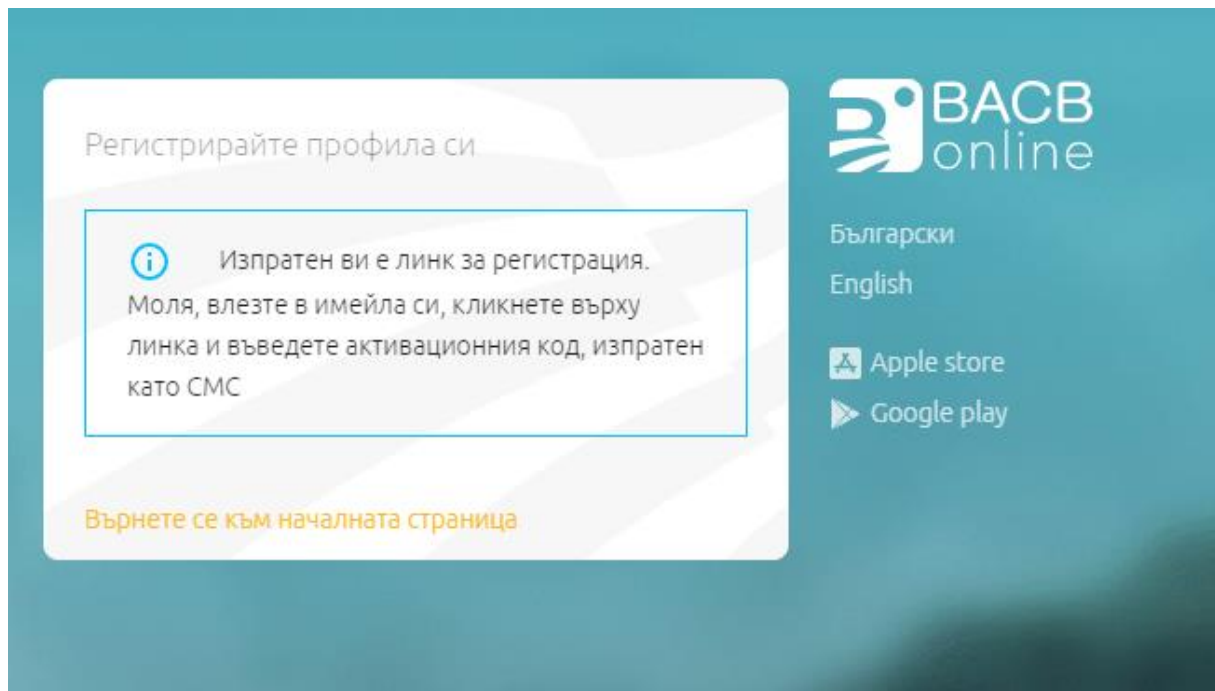 Регистрирайте профила си
Изпратен ви е линк за регистрация.
Моля, влезте в имейла си, кликнете върху
линка и въведете активационния код, изпратен
като СМС
Върнете се към началната страница
BACB
online
Български
English
Apple store
Google play